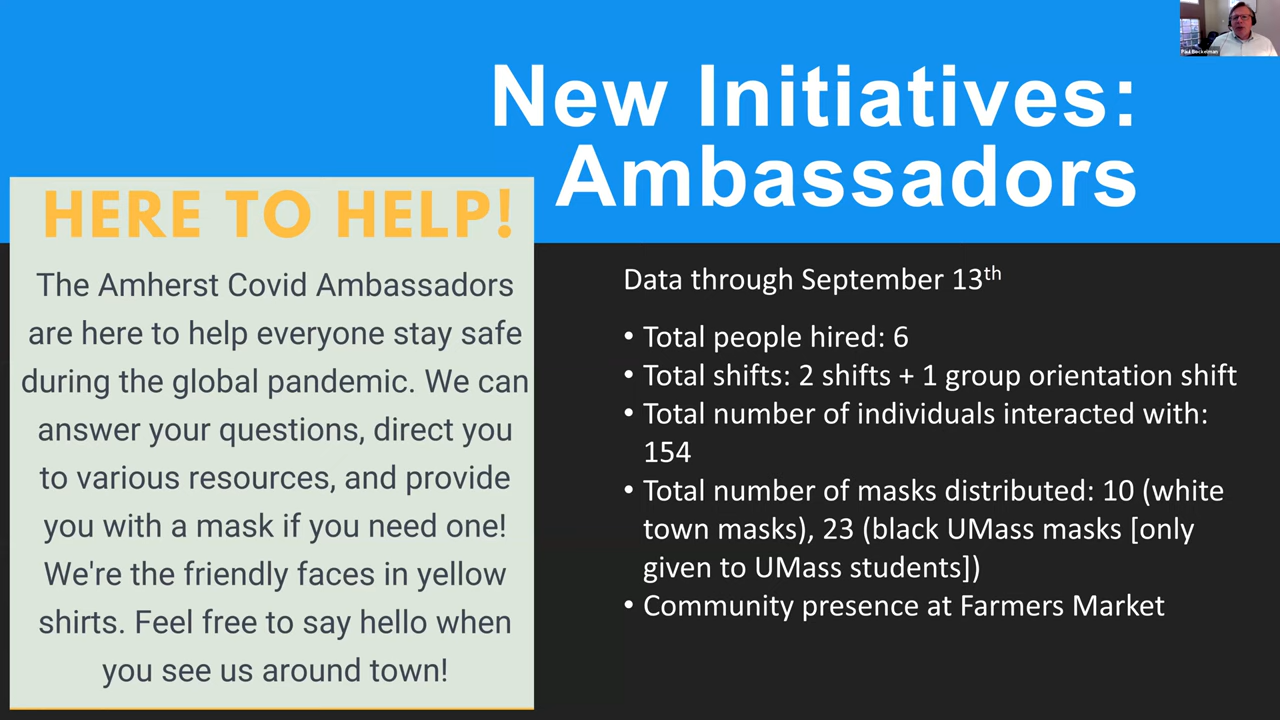 Paul Bockelman
New Initiatives:
Ambassadors
HERE TO HELP!
The Amherst Covid Ambassadors
are here to help everyone stay safe
during the global pandemic. We can
answer your questions, direct you
to various resources, and provide
you with a mask if you need one!
We're the friendly faces in yellow
shirts. Feel free to say hello when
you see us around town!
Data through September 13th
• Total people hired: 6
• Total shifts: 2 shifts + 1 group orientation shift
• Total number of individuals interacted with:
154
• Total number of masks distributed: 10 (white
town masks), 23 (black UMass masks [only
given to UMass students])
• Community presence at Farmers Market